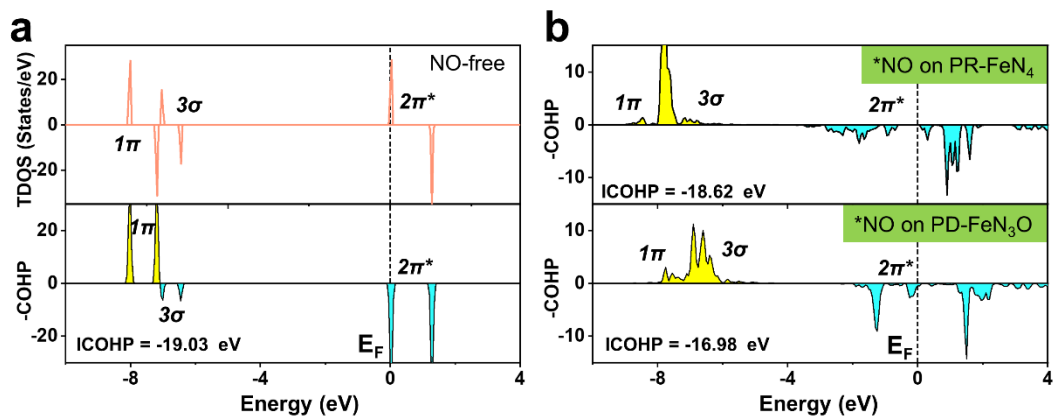 a
TDOS (States/eV)
20
0
-20
NO-free
1π
3σ
2π*
-COHP
20
0
-20
1π
3σ
2π*
ICOHP = -19.03 eV
E_F
-8
-4
0
4
Energy (eV)
b
-COHP
10
0
-10
*NO on PR-FeN₄
1π
3σ
2π*
ICOHP = -18.62 eV
-COHP
10
0
-10
*NO on PD-FeN₃O
1π
3σ
2π*
ICOHP = -16.98 eV
E_F
-8
-4
0
4
Energy (eV)